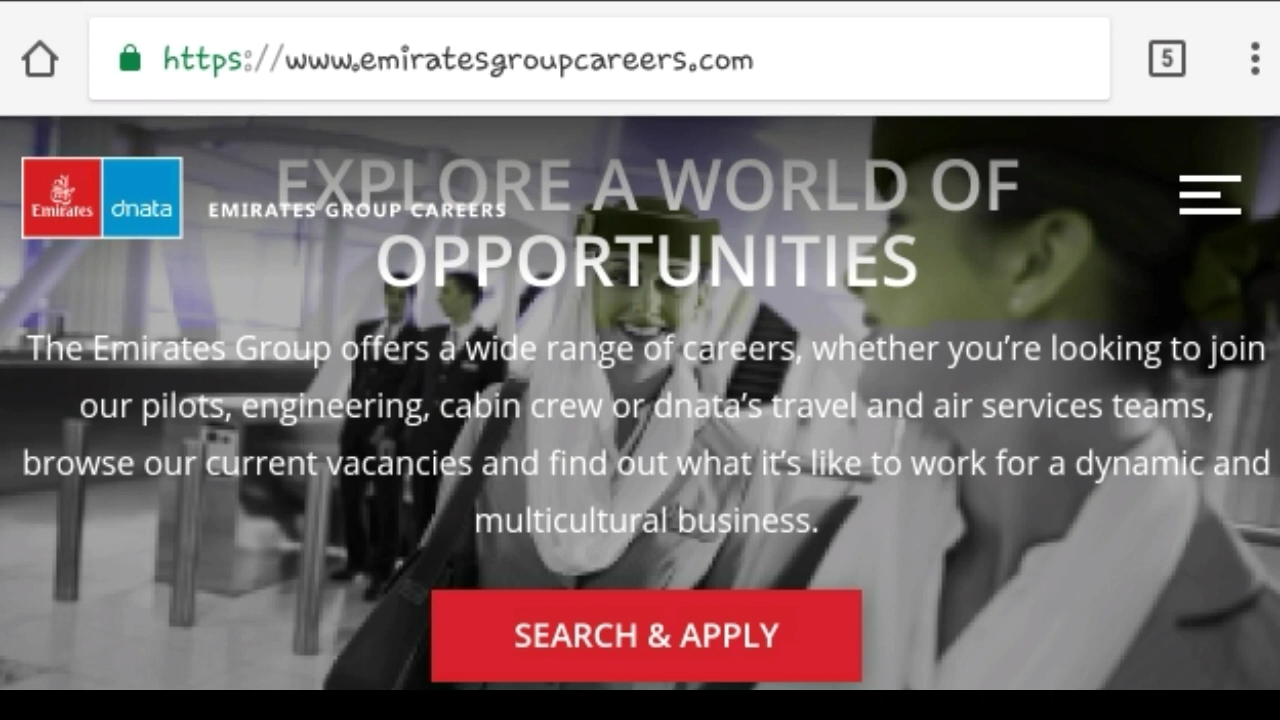 https://www.emiratesgroupcareers.com
5
EXPLORE A WORLD OF
Emirates
dnata
EMIRATES GROUP CAREERS
OPPORTUNITIES
The Emirates Group offers a wide range of careers, whether you’re looking to join
our pilots, engineering, cabin crew or dnata’s travel and air services teams,
browse our current vacancies and find out what it’s like to work for a dynamic and
multicultural business.
SEARCH & APPLY